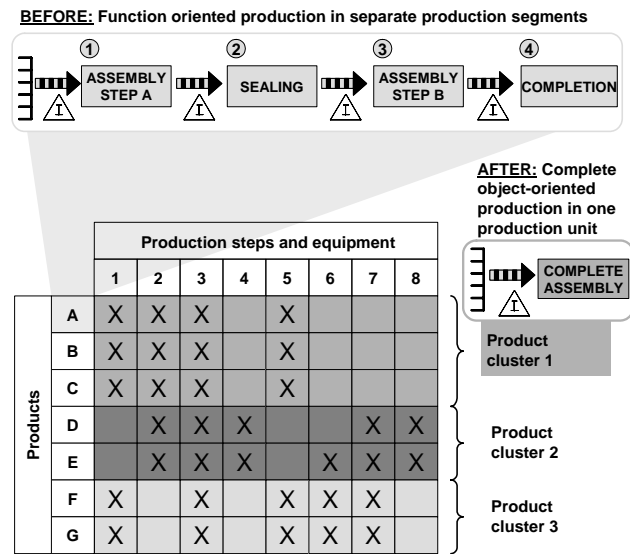 BEFORE: Function oriented production in separate production segments
1 2 3 4
ASSEMBLY
STEP A
SEALING
ASSEMBLY
STEP B
COMPLETION
I I I I
AFTER: Complete
object-oriented
production in one
production unit
COMPLETE
ASSEMBLY
I
Production steps and equipment
1 2 3 4 5 6 7 8
Products
A X X X X
B X X X X
C X X X X
D X X X X X
E X X X X X X
F X X X X X
G X X X X X
Product
cluster 1
Product
cluster 2
Product
cluster 3